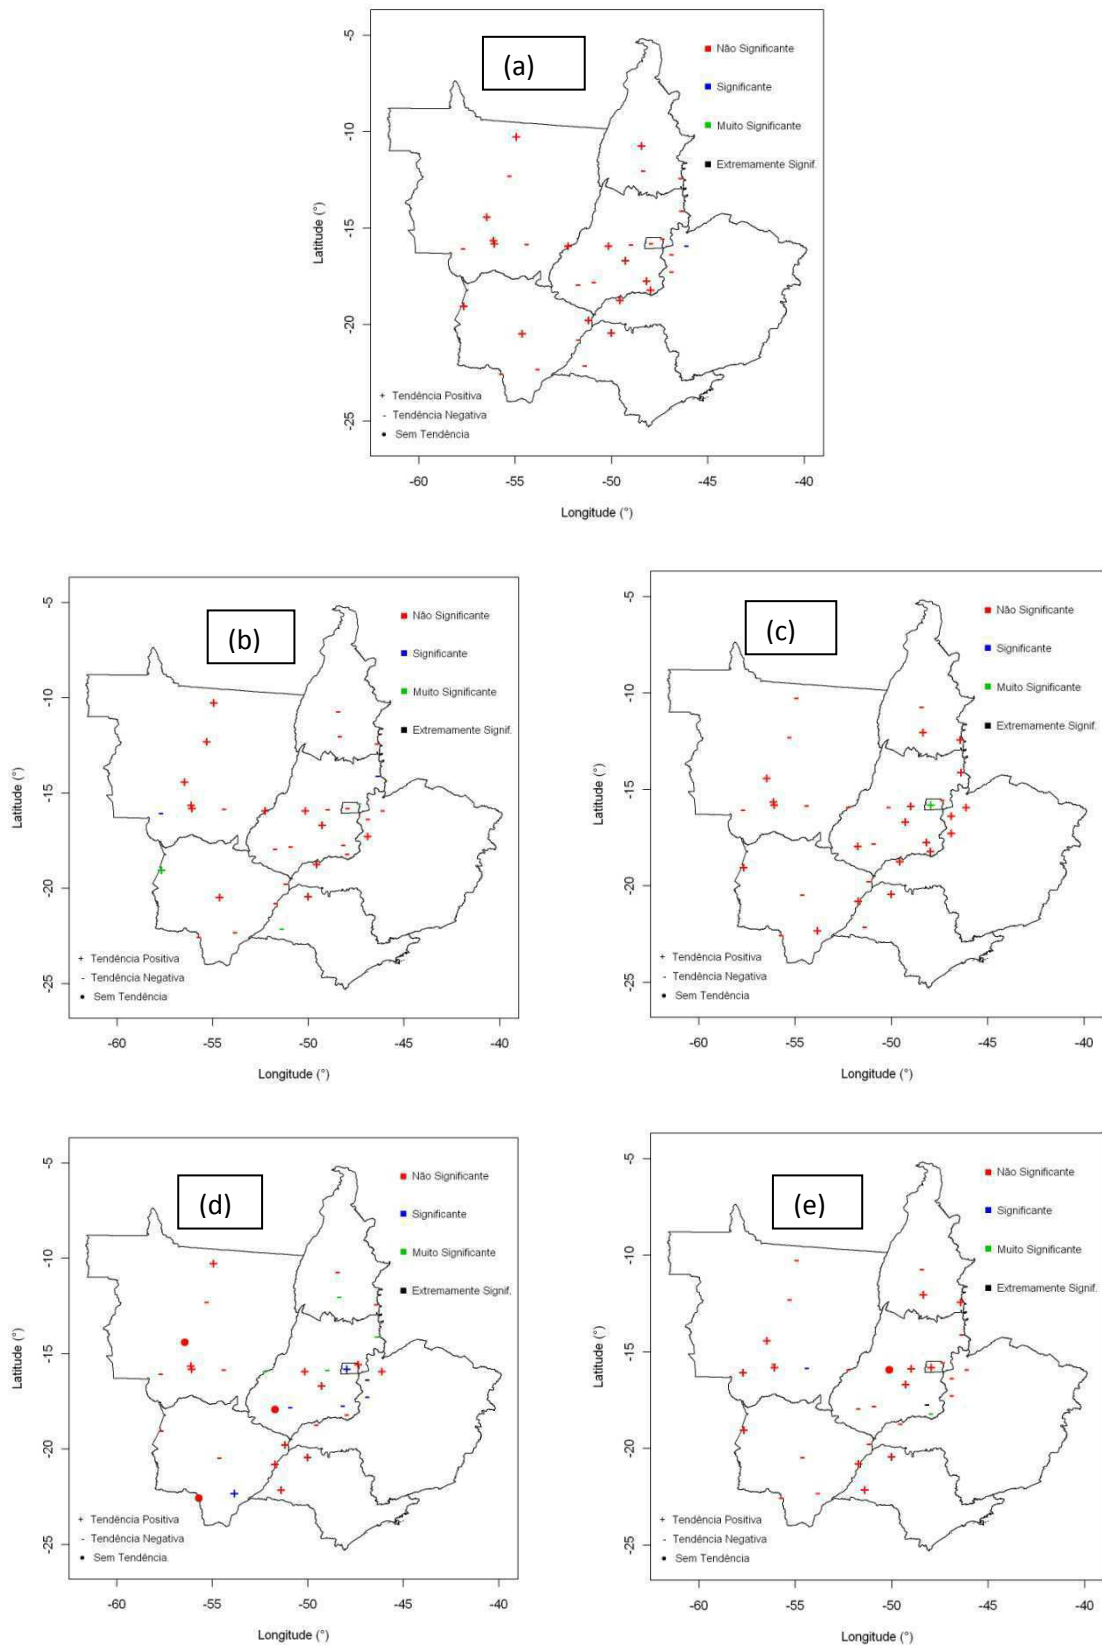 (a)
Não Significante
Significante
Muito Significante
Extremamente Signif.
+ Tendência Positiva
- Tendência Negativa
● Sem Tendência
Latitude (°)
-5
-10
-15
-20
-25
-60 -55 -50 -45 -40
Longitude (°)
(b)
Não Significante
Significante
Muito Significante
Extremamente Signif.
+ Tendência Positiva
- Tendência Negativa
● Sem Tendência
Latitude (°)
-5
-10
-15
-20
-25
-60 -55 -50 -45 -40
Longitude (°)
(c)
Não Significante
Significante
Muito Significante
Extremamente Signif.
+ Tendência Positiva
- Tendência Negativa
● Sem Tendência
Latitude (°)
-5
-10
-15
-20
-25
-60 -55 -50 -45 -40
Longitude (°)
(d)
Não Significante
Significante
Muito Significante
Extremamente Signif.
+ Tendência Positiva
- Tendência Negativa
● Sem Tendência
Latitude (°)
-5
-10
-15
-20
-25
-60 -55 -50 -45 -40
Longitude (°)
(e)
Não Significante
Significante
Muito Significante
Extremamente Signif.
+ Tendência Positiva
- Tendência Negativa
● Sem Tendência
Latitude (°)
-5
-10
-15
-20
-25
-60 -55 -50 -45 -40
Longitude (°)